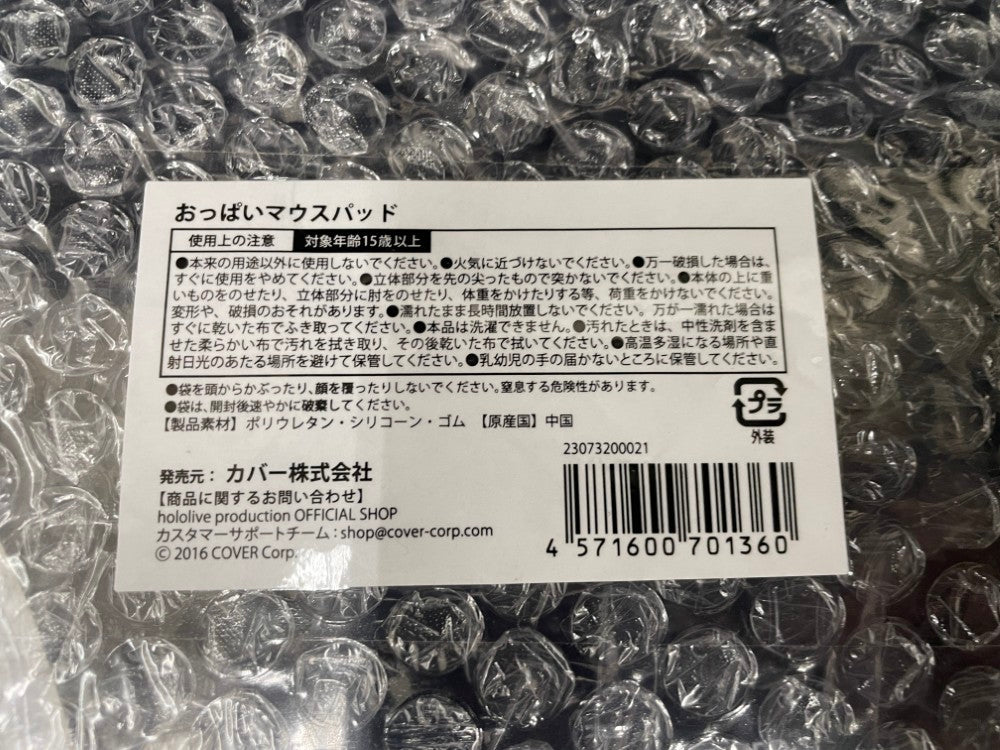 おっぱいマウスパッド
使用上の注意 対象年齢15歳以上
●本来の用途以外に使用しないでください。●火気に近づけないでください。●万一破損した場合は、
すぐに使用をやめてください。●立体部分を先の尖ったもので突かないでください。●本体の上に重
いものをのせたり、立体部分に肘をのせたり、体重をかけたりする等、荷重をかけないでください。
変形や、破損のおそれがあります。●濡れたまま長時間放置しないでください。万が一濡れた場合は
すぐに乾いた布でふき取ってください。●本品は洗濯できません。●汚れたときは、中性洗剤を含ま
せた柔らかい布で汚れを拭き取り、その後乾いた布で拭いてください。●高温多湿になる場所や直
射日光のあたる場所を避けて保管してください。●乳幼児の手の届かないところに保管してください。
●袋を頭からかぶったり、顔を覆ったりしないでください。窒息する危険性があります。
●袋は、開封後速やかに破棄してください。
【製品素材】ポリウレタン・シリコーン・ゴム 【原産国】中国
プラ
外装
23073200021
発売元：カバー株式会社
【商品に関するお問い合わせ】
hololive production OFFICIAL SHOP
カスタマーサポートチーム：shop@cover-corp.com
© 2016 COVER Corp.
4 571600 701360